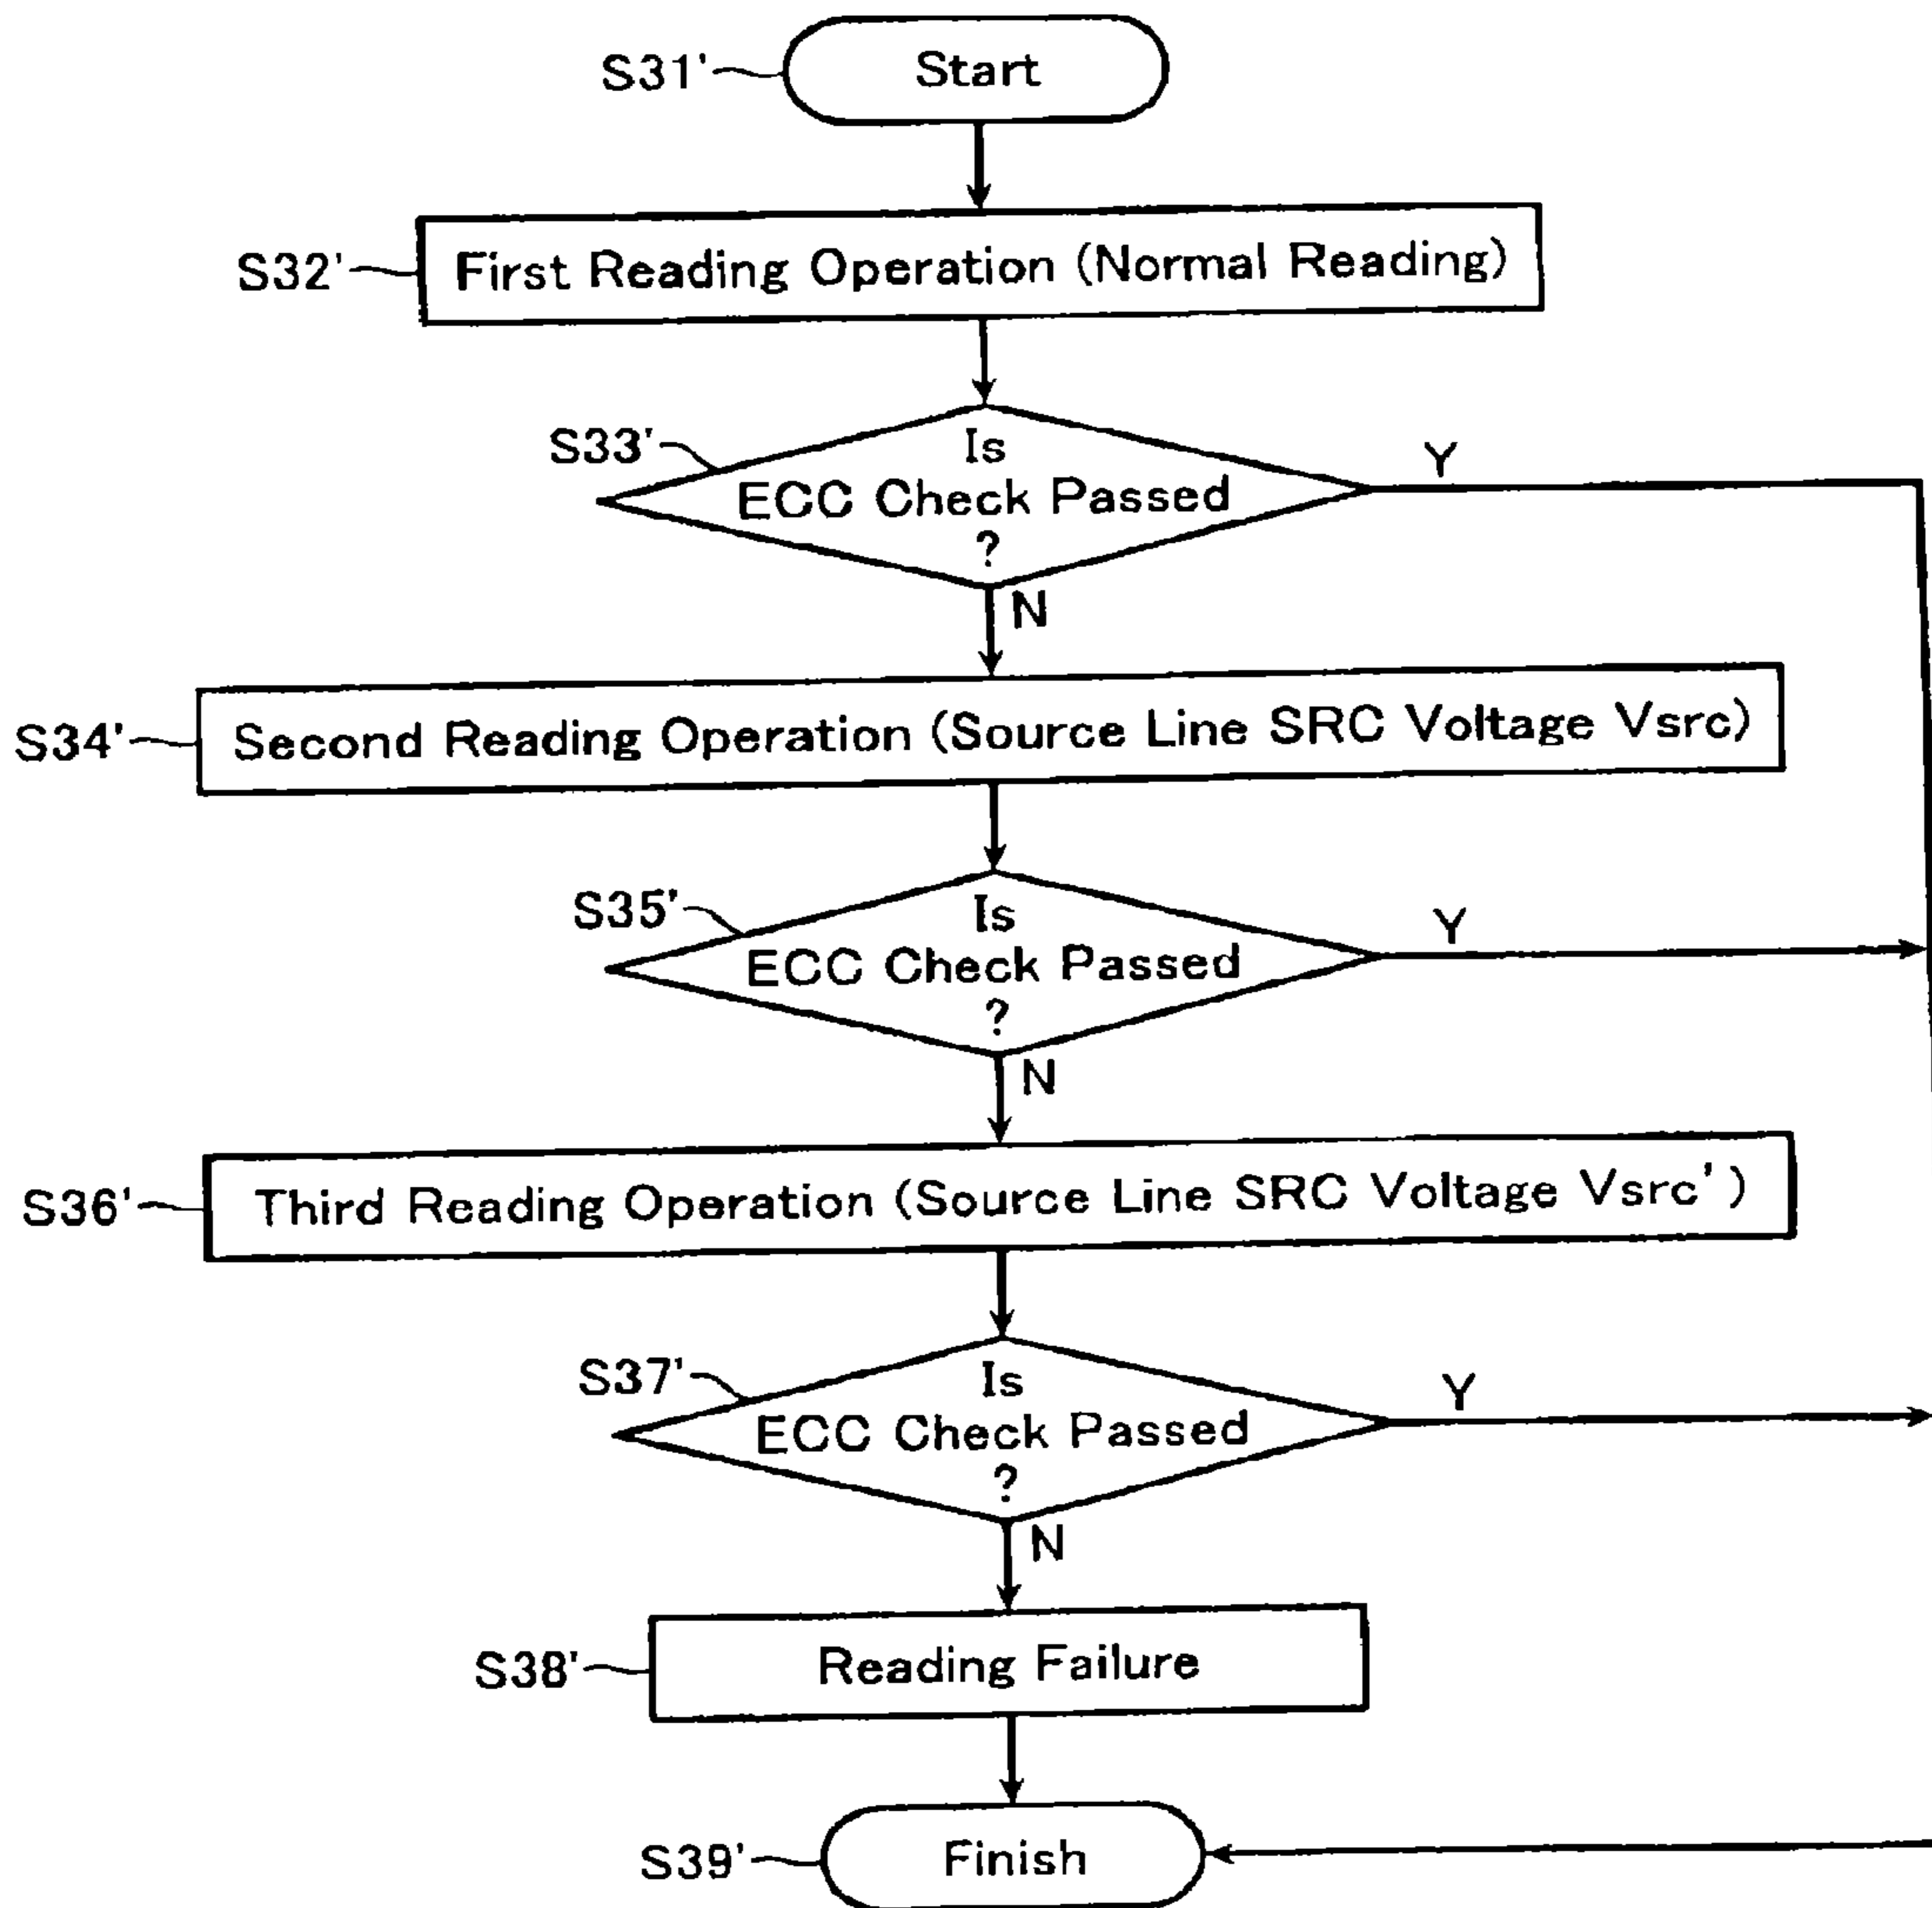 S31'
Start
S32'
First Reading Operation (Normal Reading)
S33'
Is
ECC Check Passed
?
Y
N
S34'
Second Reading Operation (Source Line SRC Voltage Vsrc)
S35'
Is
ECC Check Passed
?
Y
N
S36'
Third Reading Operation (Source Line SRC Voltage Vsrc')
S37'
Is
ECC Check Passed
?
Y
N
S38'
Reading Failure
S39'
Finish